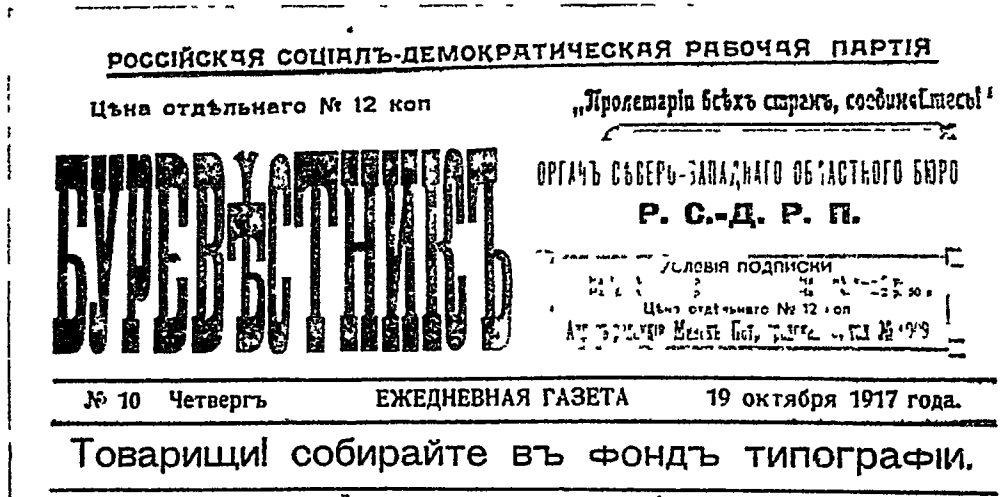 РОССІЙСКАЯ СОЦІАЛЪ-ДЕМОКРАТИЧЕСКАЯ РАБОЧАЯ ПАРТІЯ
Цѣна отдѣльнаго № 12 коп
„Пролетаріи всѣхъ странъ, соединяйтесь!“
БУРЕВѢСТНИКЪ
ОРГАНЪ СѢВЕРО-ЗАПАДНАГО ОБЛАСТНОГО БЮРО
Р. С.-Д. Р. П.
УСЛОВІЯ ПОДПИСКИ
Цѣна отдѣльнаго № 12 коп
№ 10 Четвергъ ЕЖЕДНЕВНАЯ ГАЗЕТА 19 октября 1917 года.
Товарищи! собирайте въ фондъ типографіи.